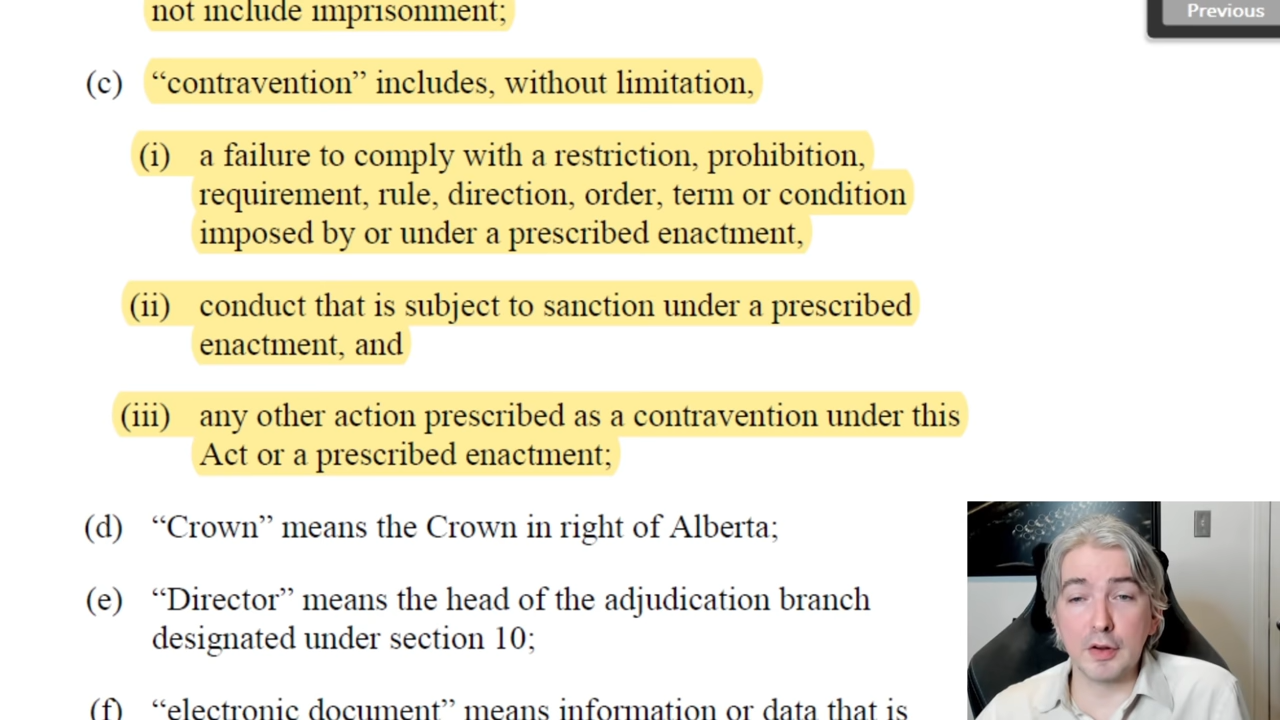 Previous
not include imprisonment;
(c) “contravention” includes, without limitation,
(i) a failure to comply with a restriction, prohibition,
requirement, rule, direction, order, term or condition
imposed by or under a prescribed enactment,
(ii) conduct that is subject to sanction under a prescribed
enactment, and
(iii) any other action prescribed as a contravention under this
Act or a prescribed enactment;
(d) “Crown” means the Crown in right of Alberta;
(e) “Director” means the head of the adjudication branch
designated under section 10;
(f) “electronic document” means information or data that is